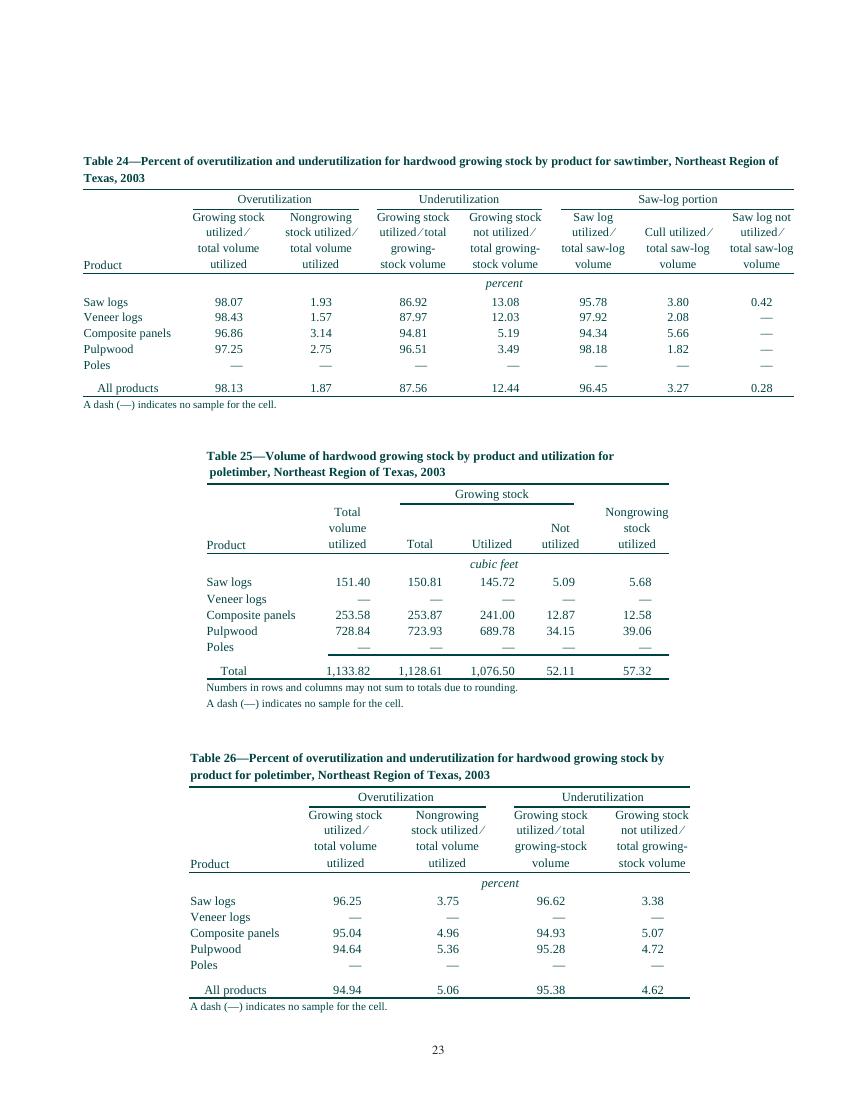 Table 24—Percent of overutilization and underutilization for hardwood growing stock by product for sawtimber, Northeast Region of
Texas, 2003
Overutilization Underutilization Saw-log portion
Growing stock Nongrowing Growing stock Growing stock Saw log Saw log not
utilized/ stock utilized/ utilized/total not utilized/ utilized/ Cull utilized/ utilized/
total volume total volume growing- total growing- total saw-log total saw-log total saw-log
Product utilized utilized stock volume stock volume volume volume volume
percent
Saw logs 98.07 1.93 86.92 13.08 95.78 3.80 0.42
Veneer logs 98.43 1.57 87.97 12.03 97.92 2.08 —
Composite panels 96.86 3.14 94.81 5.19 94.34 5.66 —
Pulpwood 97.25 2.75 96.51 3.49 98.18 1.82 —
Poles — — — — — — —
All products 98.13 1.87 87.56 12.44 96.45 3.27 0.28
A dash (—) indicates no sample for the cell.
Table 25—Volume of hardwood growing stock by product and utilization for
poletimber, Northeast Region of Texas, 2003
Growing stock
Total Nongrowing
volume Not stock
Product utilized Total Utilized utilized utilized
cubic feet
Saw logs 151.40 150.81 145.72 5.09 5.68
Veneer logs — — — — —
Composite panels 253.58 253.87 241.00 12.87 12.58
Pulpwood 728.84 723.93 689.78 34.15 39.06
Poles — — — — —
Total 1,133.82 1,128.61 1,076.50 52.11 57.32
Numbers in rows and columns may not sum to totals due to rounding.
A dash (—) indicates no sample for the cell.
Table 26—Percent of overutilization and underutilization for hardwood growing stock by
product for poletimber, Northeast Region of Texas, 2003
Overutilization Underutilization
Growing stock Nongrowing Growing stock Growing stock
utilized/ stock utilized/ utilized/total not utilized/
total volume total volume growing-stock total growing-
Product utilized utilized volume stock volume
percent
Saw logs 96.25 3.75 96.62 3.38
Veneer logs — — — —
Composite panels 95.04 4.96 94.93 5.07
Pulpwood 94.64 5.36 95.28 4.72
Poles — — — —
All products 94.94 5.06 95.38 4.62
A dash (—) indicates no sample for the cell.
23